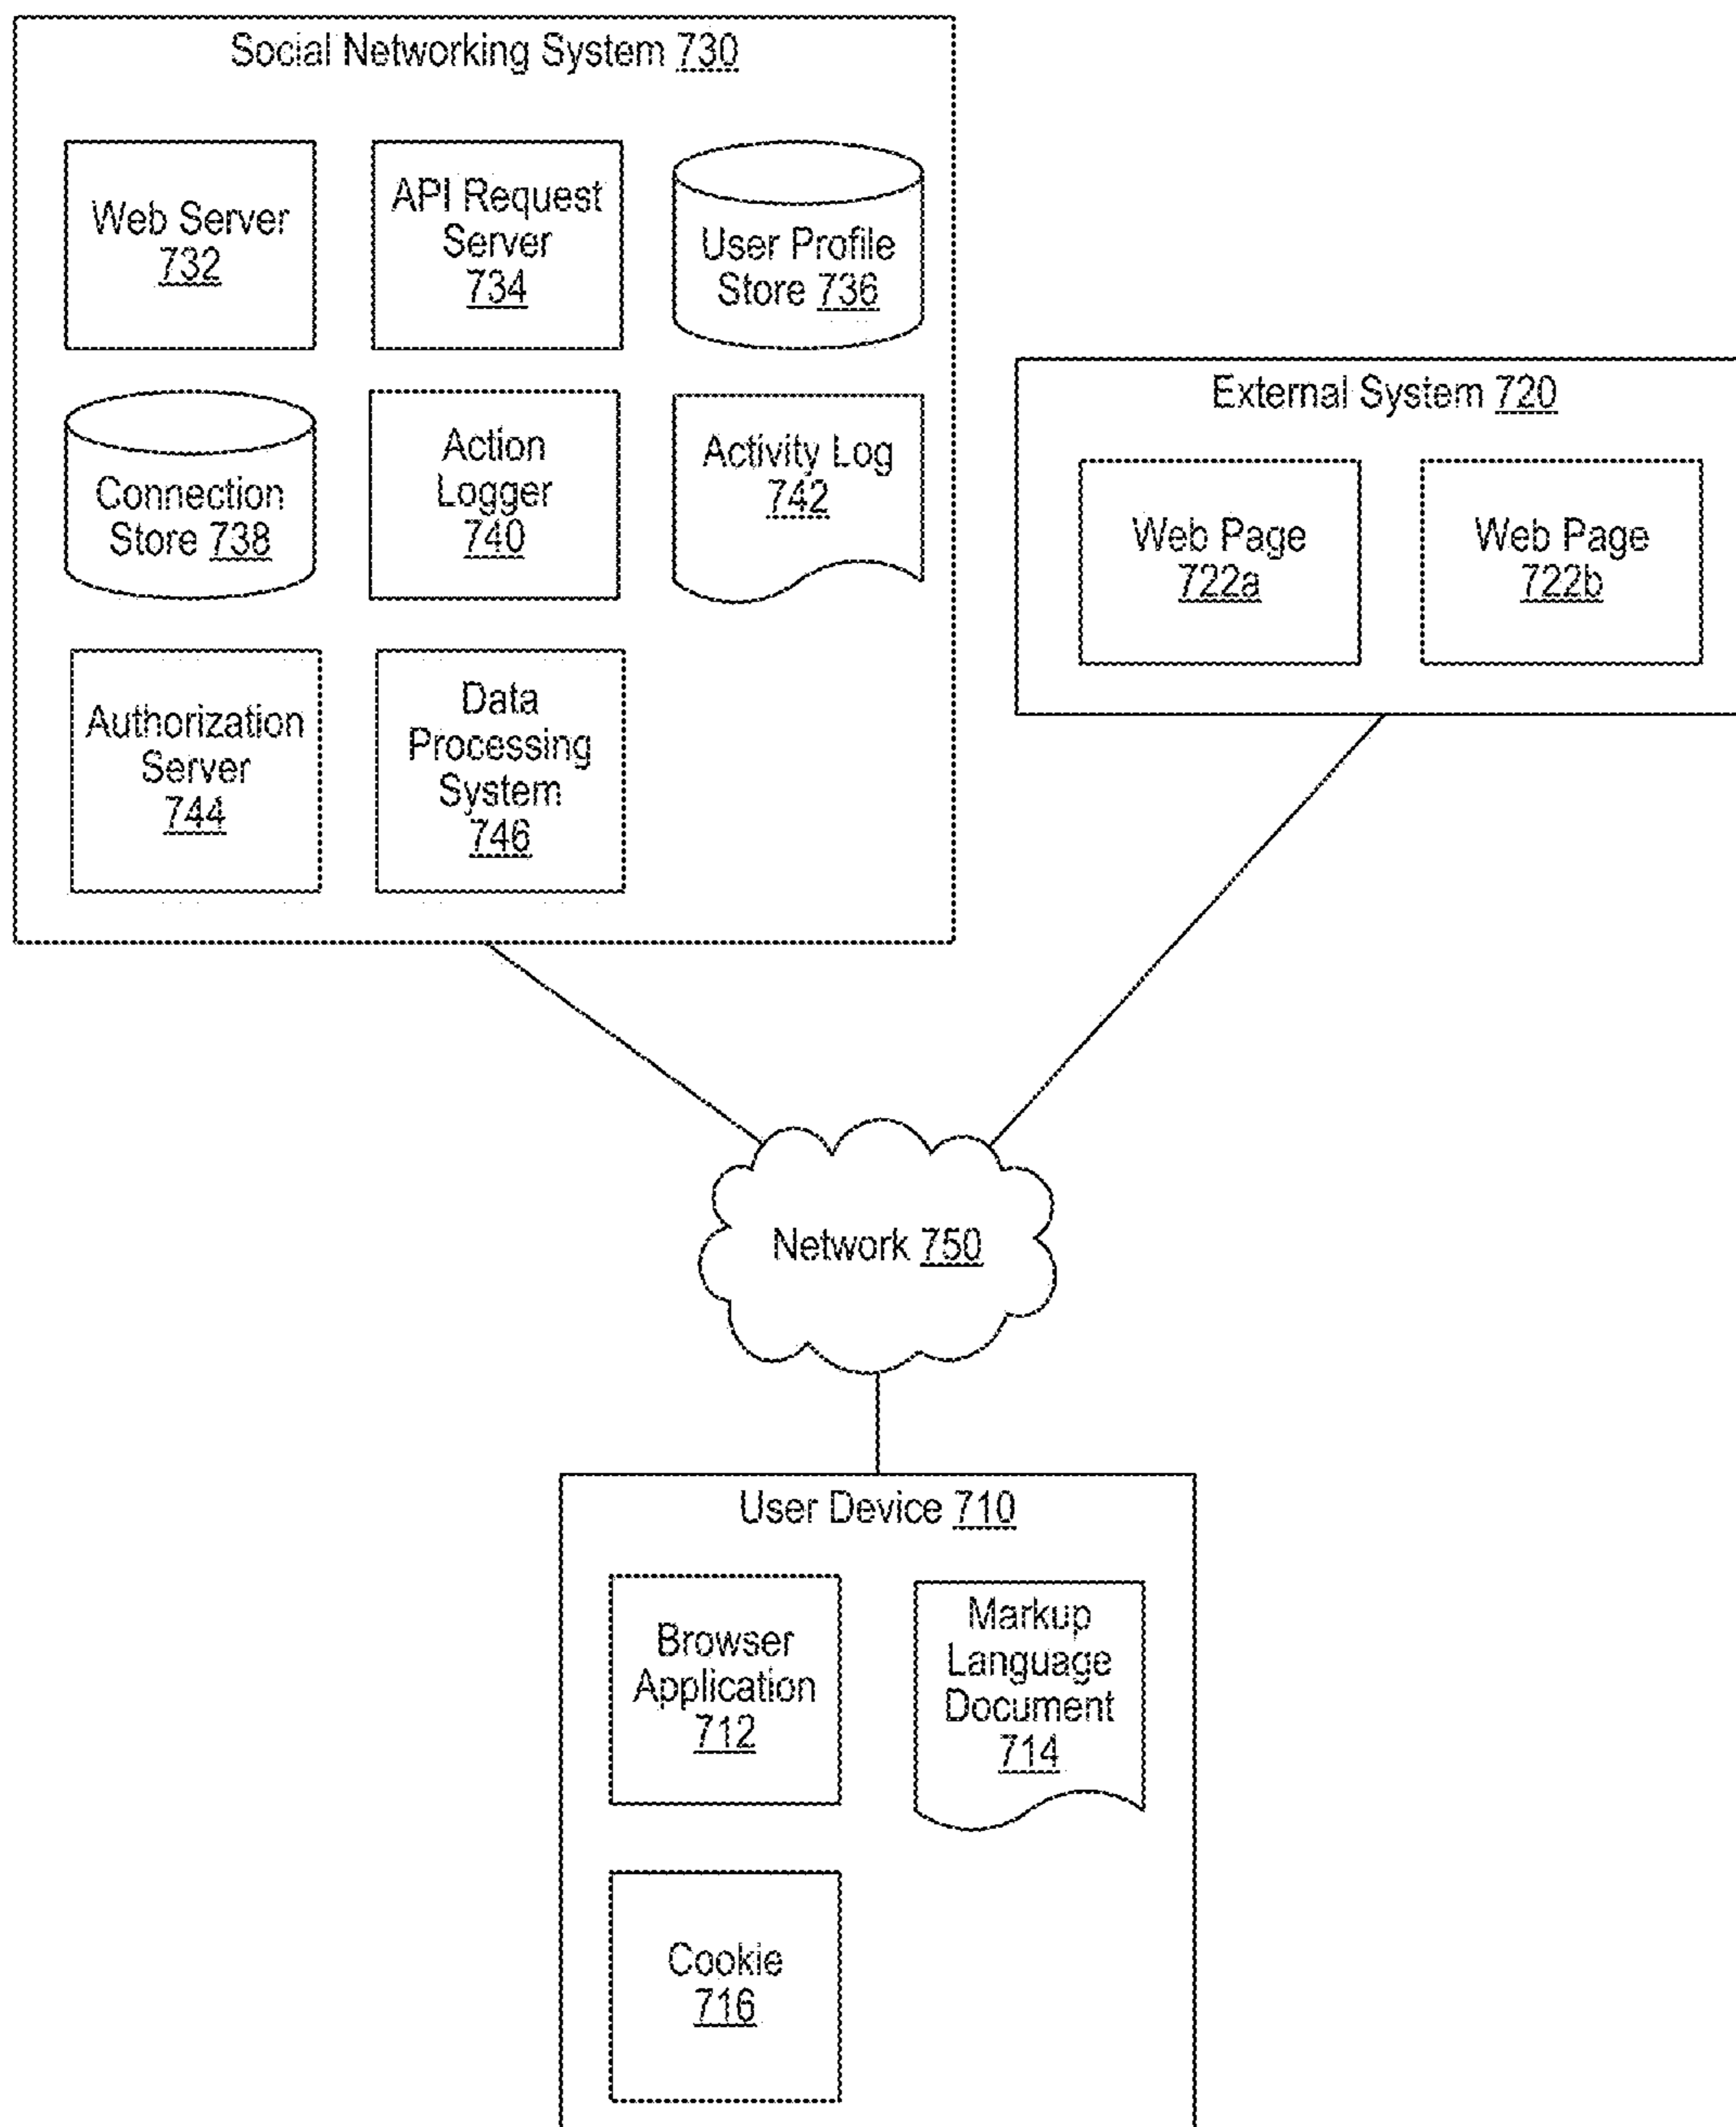 Social Networking System 730
Web Server
732
API Request
Server
734
User Profile
Store 736
Connection
Store 738
Action
Logger
740
Activity Log
742
Authorization
Server
744
Data
Processing
System
746
External System 720
Web Page
722a
Web Page
722b
Network 750
User Device 710
Browser
Application
712
Markup
Language
Document
714
Cookie
716